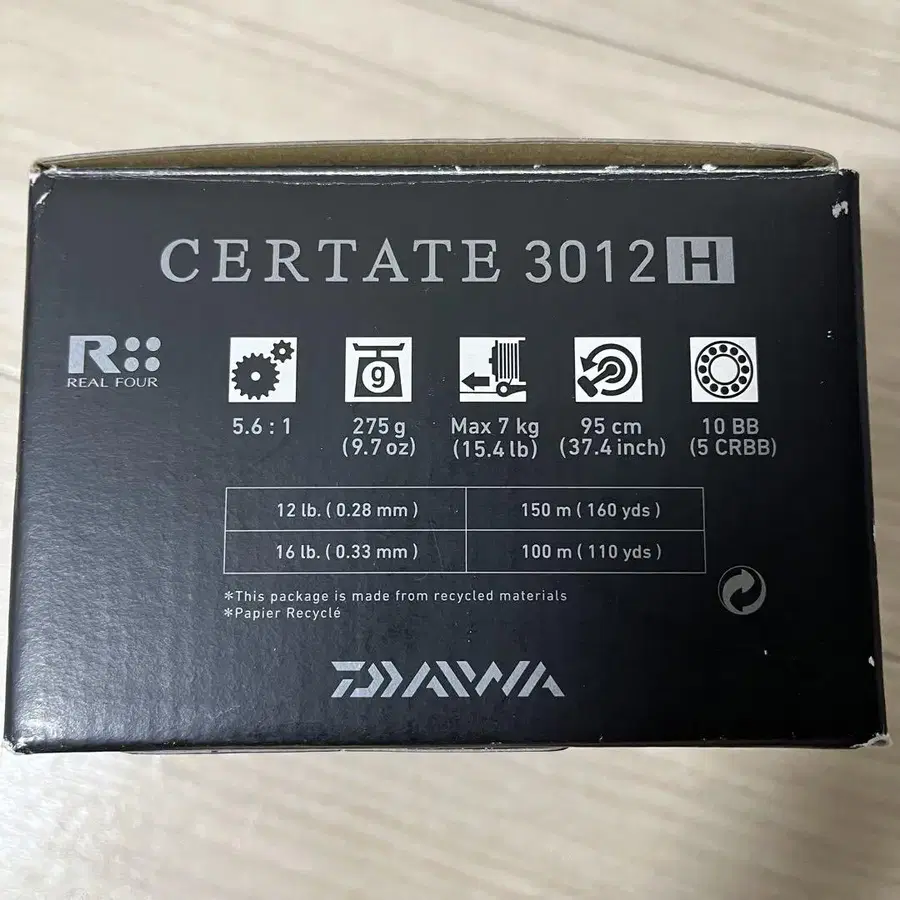 CERTATE 3012 H
R
REAL FOUR
g
5.6 : 1
275 g
(9.7 oz)
Max 7 kg
(15.4 lb)
95 cm
(37.4 inch)
10 BB
(5 CRBB)
12 lb. ( 0.28 mm ) 150 m ( 160 yds )
16 lb. ( 0.33 mm ) 100 m ( 110 yds )
*This package is made from recycled materials
*Papier Recyclé
DAIWA